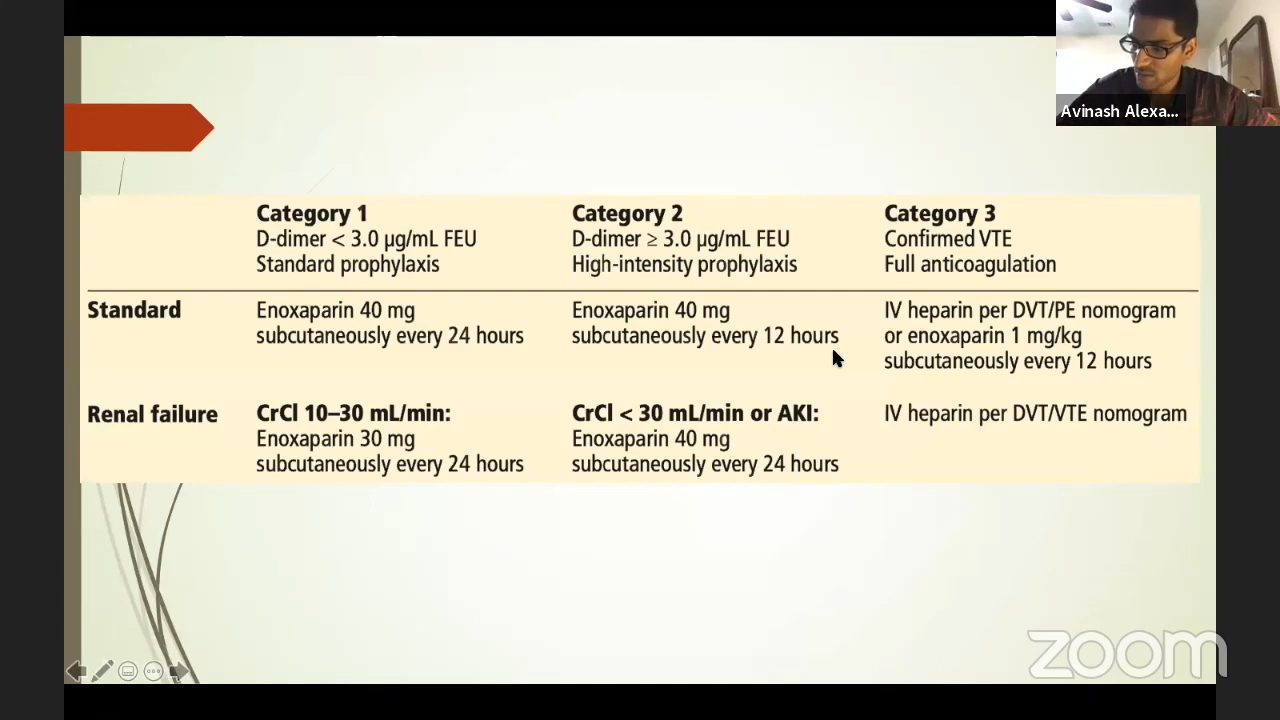 Avinash Alexa...
Category 1
D-dimer < 3.0 µg/mL FEU
Standard prophylaxis
Category 2
D-dimer ≥ 3.0 µg/mL FEU
High-intensity prophylaxis
Category 3
Confirmed VTE
Full anticoagulation
Standard
Enoxaparin 40 mg
subcutaneously every 24 hours
Enoxaparin 40 mg
subcutaneously every 12 hours
IV heparin per DVT/PE nomogram
or enoxaparin 1 mg/kg
subcutaneously every 12 hours
Renal failure
CrCl 10–30 mL/min:
Enoxaparin 30 mg
subcutaneously every 24 hours
CrCl < 30 mL/min or AKI:
Enoxaparin 40 mg
subcutaneously every 24 hours
IV heparin per DVT/VTE nomogram
zoom